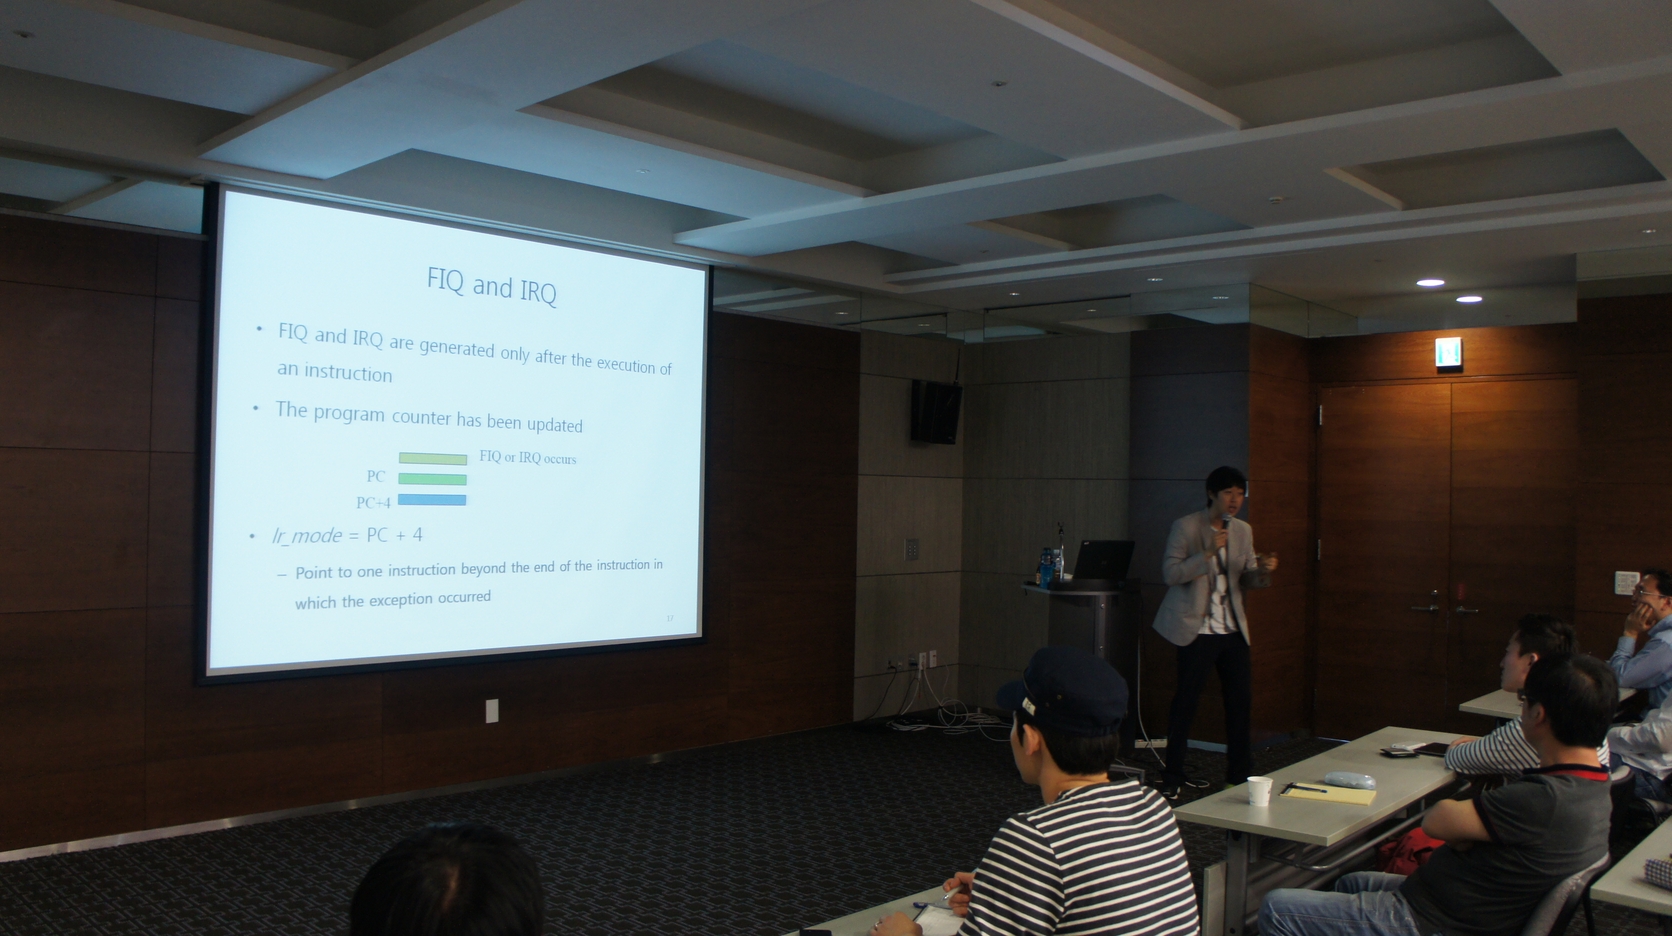 FIQ and IRQ
• FIQ and IRQ are generated only after the execution of
an instruction
• The program counter has been updated
FIQ or IRQ occurs
PC
PC+4
• lr_mode = PC + 4
– Point to one instruction beyond the end of the instruction in
which the exception occurred
17